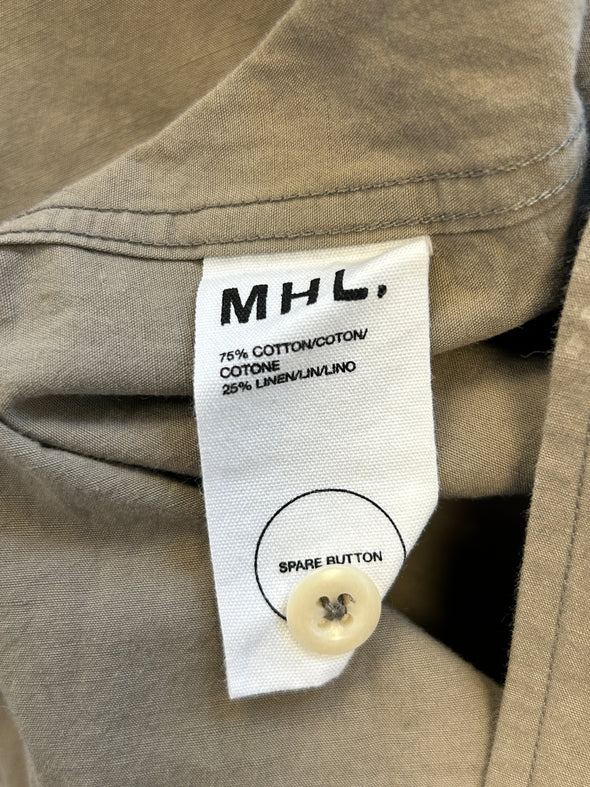 MHL.
75% COTTON/COTON/
COTONE
25% LINEN/LIN/LINO
SPARE BUTTON